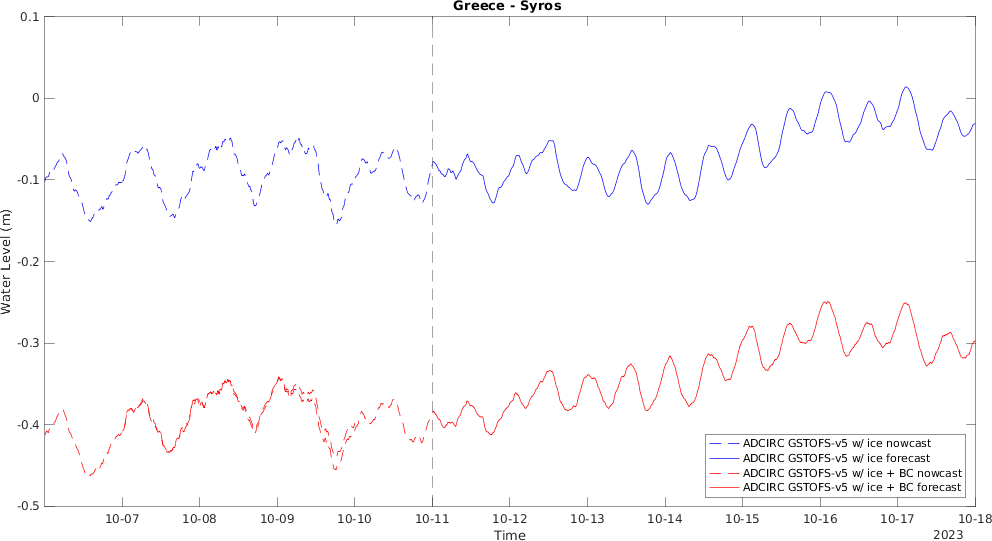 Greece - Syros
0.1
0
-0.1
-0.2
-0.3
-0.4
-0.5
Water Level (m)
10-07
10-08
10-09
10-10
10-11
10-12
10-13
10-14
10-15
10-16
10-17
10-18
Time
2023
ADCIRC GSTOFS-v5 w/ ice nowcast
ADCIRC GSTOFS-v5 w/ ice forecast
ADCIRC GSTOFS-v5 w/ ice + BC nowcast
ADCIRC GSTOFS-v5 w/ ice + BC forecast